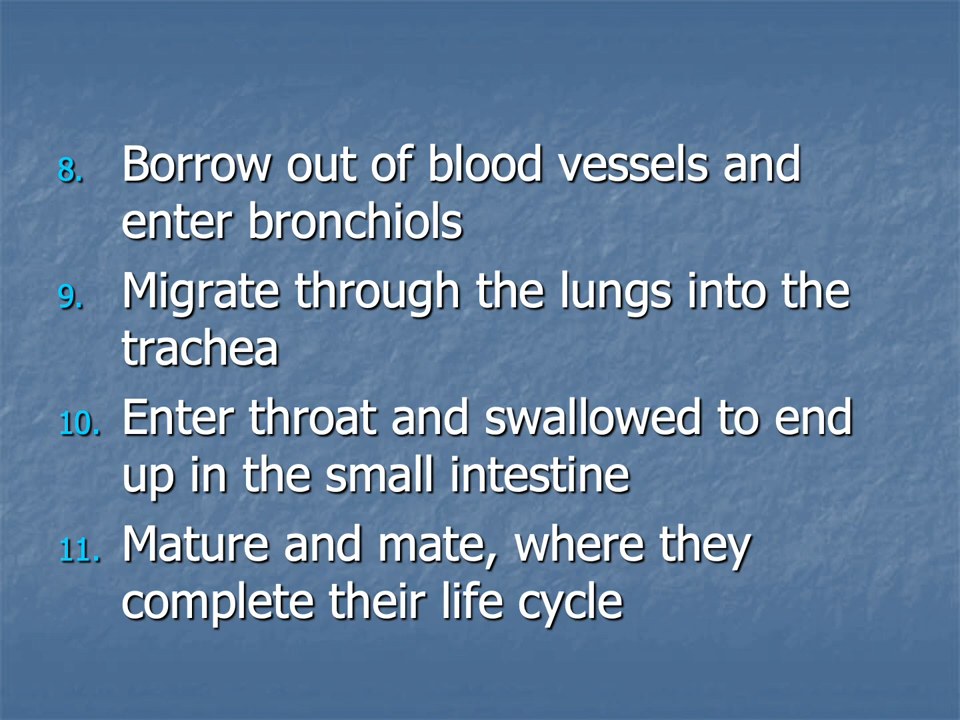 8. Borrow out of blood vessels and
enter bronchiols
9. Migrate through the lungs into the
trachea
10. Enter throat and swallowed to end
up in the small intestine
11. Mature and mate, where they
complete their life cycle